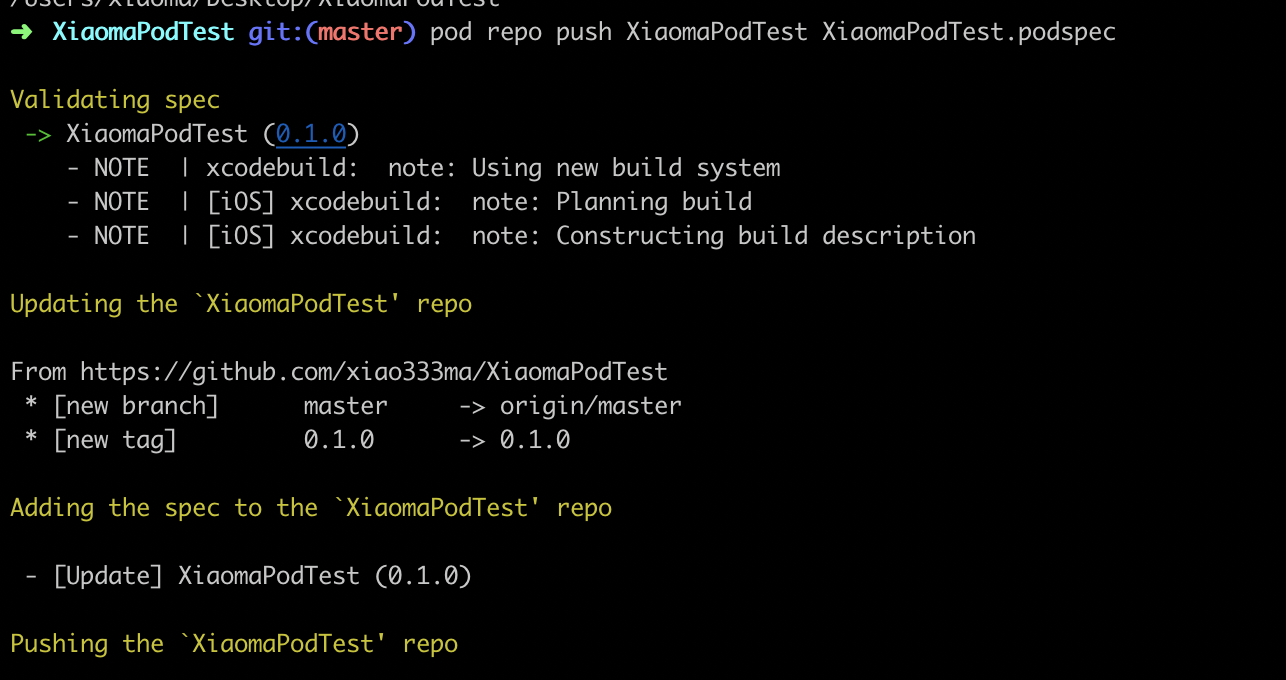 /Users/xiaoma/Desktop/XiaomaPodTest
➜ XiaomaPodTest git:(master) pod repo push XiaomaPodTest XiaomaPodTest.podspec
Validating spec
-> XiaomaPodTest (0.1.0)
- NOTE | xcodebuild: note: Using new build system
- NOTE | [iOS] xcodebuild: note: Planning build
- NOTE | [iOS] xcodebuild: note: Constructing build description
Updating the `XiaomaPodTest' repo
From https://github.com/xiao333ma/XiaomaPodTest
* [new branch] master -> origin/master
* [new tag] 0.1.0 -> 0.1.0
Adding the spec to the `XiaomaPodTest' repo
- [Update] XiaomaPodTest (0.1.0)
Pushing the `XiaomaPodTest' repo